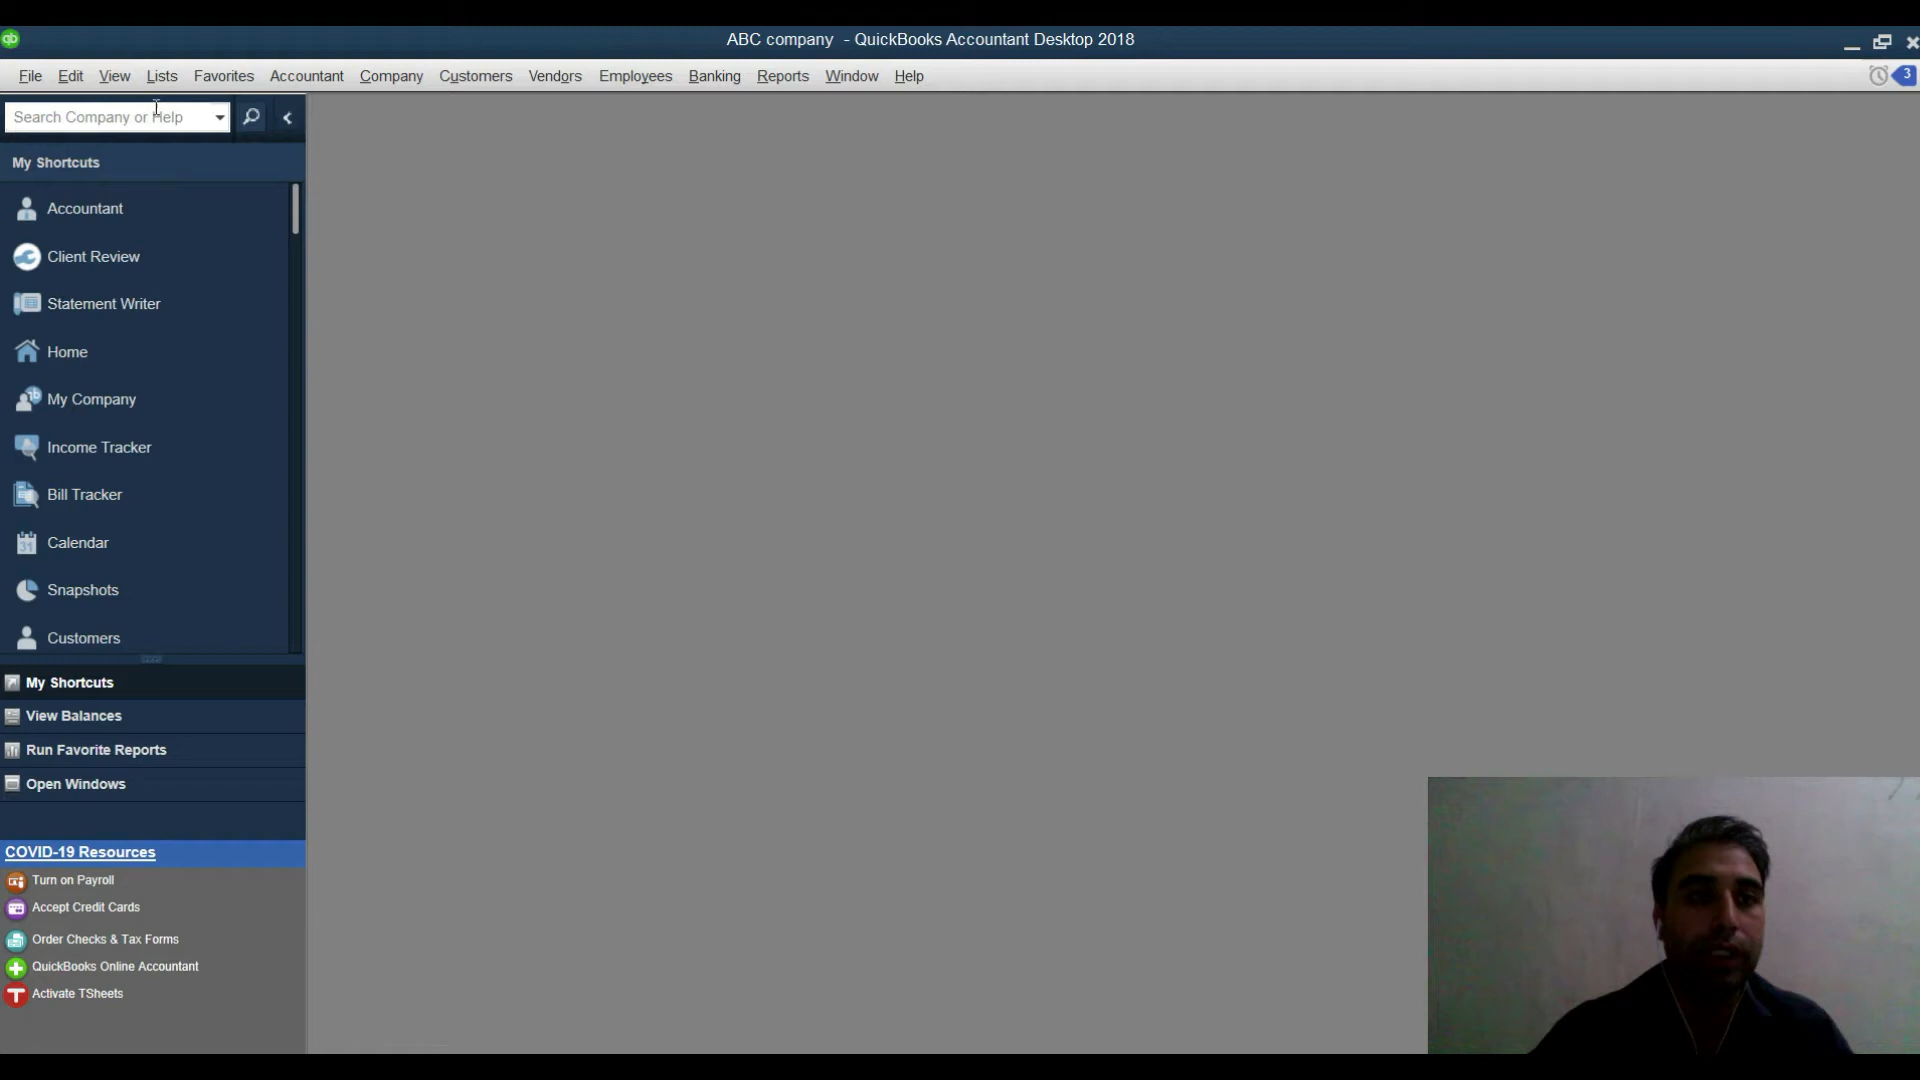 qb
ABC company - QuickBooks Accountant Desktop 2018
File Edit View Lists Favorites Accountant Company Customers Vendors Employees Banking Reports Window Help
3
Search Company or Help
My Shortcuts
Accountant
Client Review
Statement Writer
Home
My Company
Income Tracker
Bill Tracker
31 Calendar
Snapshots
Customers
My Shortcuts
View Balances
Run Favorite Reports
Open Windows
COVID-19 Resources
Turn on Payroll
Accept Credit Cards
Order Checks & Tax Forms
QuickBooks Online Accountant
T Activate TSheets